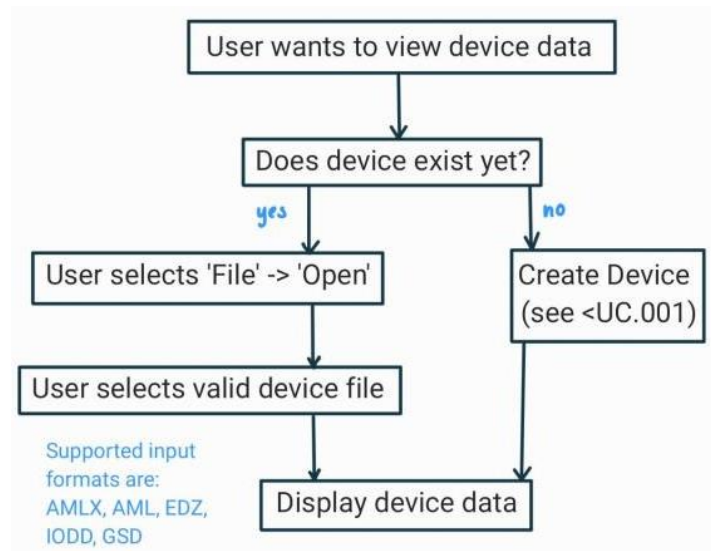 User wants to view device data
Does device exist yet?
yes
no
User selects 'File' -> 'Open'
Create Device
(see <UC.001)
User selects valid device file
Supported input
formats are:
AMLX, AML, EDZ,
IODD, GSD
Display device data